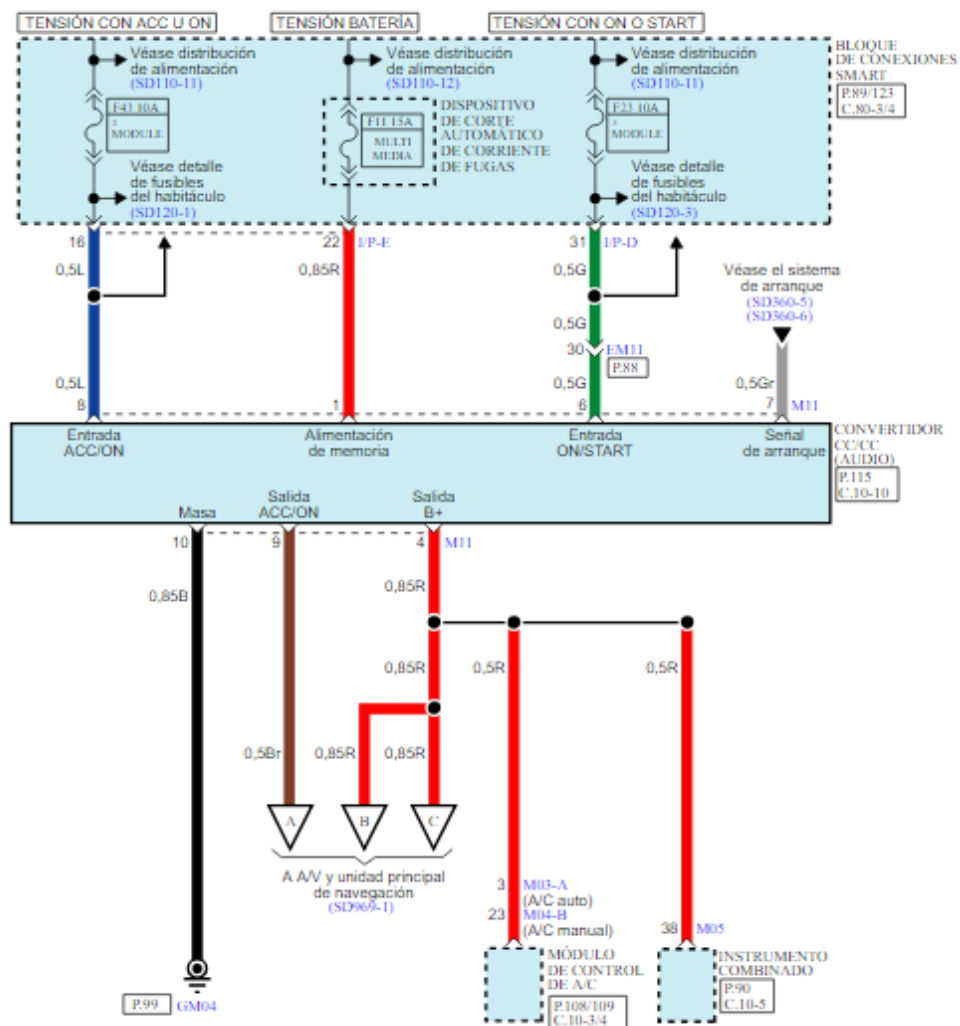 TENSIÓN CON ACC U ON
TENSIÓN BATERÍA
TENSIÓN CON ON O START
Véase distribución
de alimentación
(SD110-11)
Véase distribución
de alimentación
(SD110-12)
Véase distribución
de alimentación
(SD110-11)
BLOQUE
DE CONEXIONES
SMART
P.89/123
C.80-3/4
F43 10A
2
MODULE
F11 15A
MULTI
MEDIA
DISPOSITIVO
DE CORTE
AUTOMÁTICO
DE CORRIENTE
DE FUGAS
F23 10A
5
MODULE
Véase detalle
de fusibles
del habitáculo
(SD120-1)
Véase detalle
de fusibles
del habitáculo
(SD120-3)
16
22 I/P-E
31 I/P-D
0,5L
0,85R
0,5G
Véase el sistema
de arranque
(SD360-5)
(SD360-6)
0,5G
30 EM11
P.88
0,5L
0,5G
0,5Gr
8
1
6
7 M11
Entrada
ACC/ON
Alimentación
de memoria
Entrada
ON/START
Señal
de arranque
CONVERTIDOR
CC/CC
(AUDIO)
P.115
C.10-10
Masa
Salida
ACC/ON
Salida
B+
10
9
4 M11
0,85B
0,85R
0,85R
0,5R
0,5R
0,5Br
0,85R
0,85R
A
B
C
A A/V y unidad principal
de navegación
(SD969-1)
3 M03-A
(A/C auto)
23 M04-B
(A/C manual)
38 M05
MÓDULO
DE CONTROL
DE A/C
P.108/109
C.10-3/4
INSTRUMENTO
COMBINADO
P.90
C.10-5
P.99 GM04